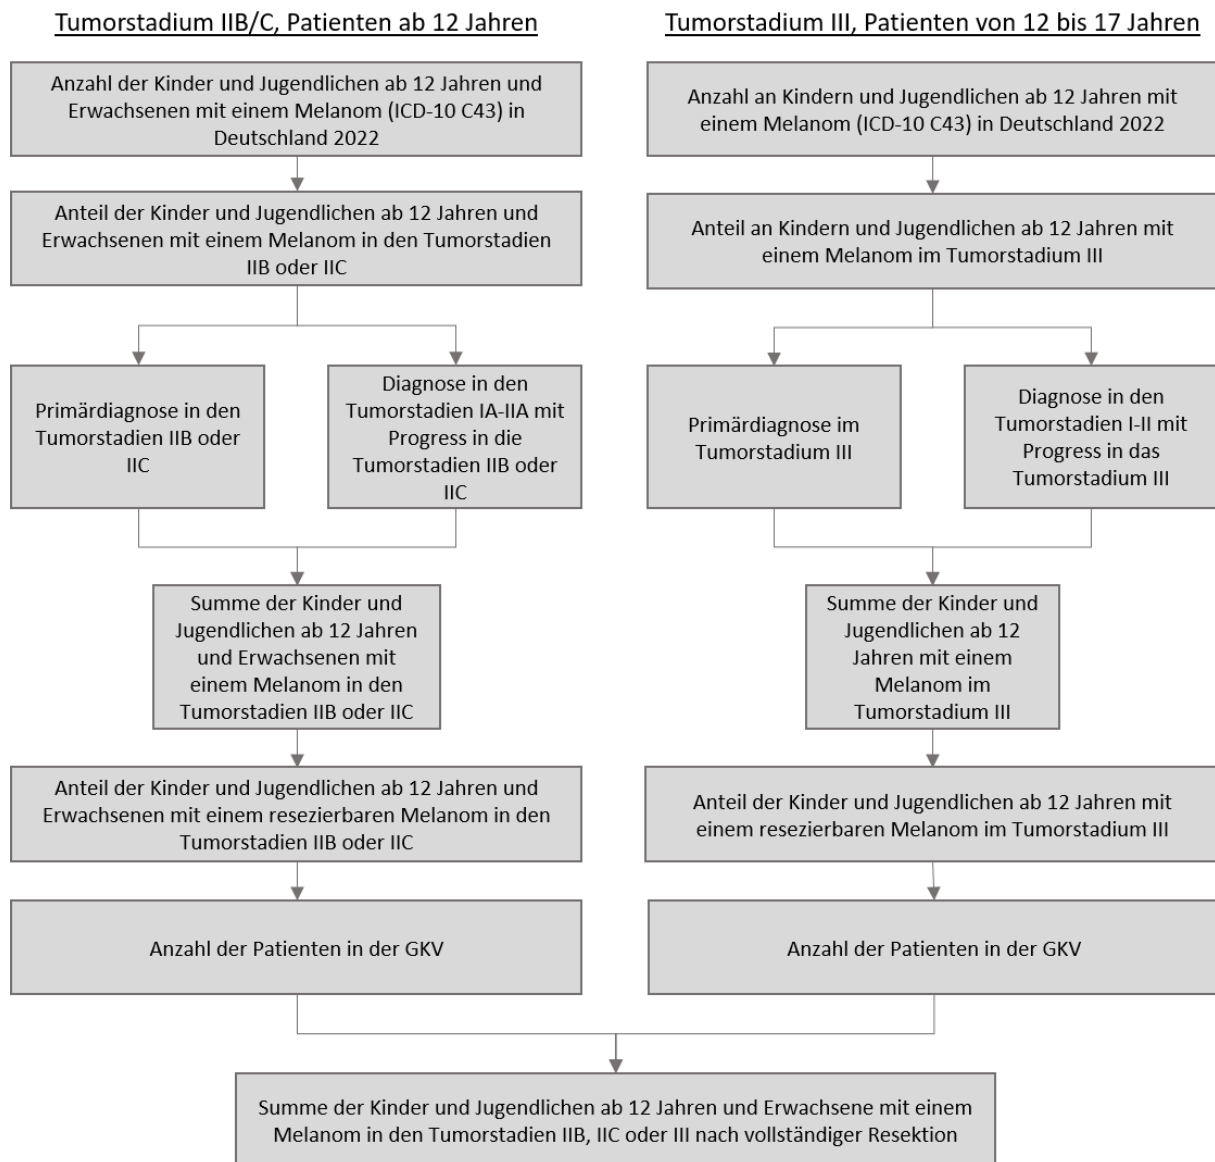 Tumorstadium IIB/C, Patienten ab 12 Jahren
Anzahl der Kinder und Jugendlichen ab 12 Jahren und
Erwachsenen mit einem Melanom (ICD-10 C43) in
Deutschland 2022
Anteil der Kinder und Jugendlichen ab 12 Jahren und
Erwachsenen mit einem Melanom in den Tumorstadien
IIB oder IIC
Primärdiagnose in den
Tumorstadien IIB oder
IIC
Diagnose in den
Tumorstadien IA-IIA mit
Progress in die
Tumorstadien IIB oder
IIC
Summe der Kinder und
Jugendlichen ab 12 Jahren
und Erwachsenen mit
einem Melanom in den
Tumorstadien IIB oder IIC
Anteil der Kinder und Jugendlichen ab 12 Jahren und
Erwachsenen mit einem resezierbaren Melanom in den
Tumorstadien IIB oder IIC
Anzahl der Patienten in der GKV
Tumorstadium III, Patienten von 12 bis 17 Jahren
Anzahl an Kindern und Jugendlichen ab 12 Jahren mit
einem Melanom (ICD-10 C43) in Deutschland 2022
Anteil an Kindern und Jugendlichen ab 12 Jahren mit
einem Melanom im Tumorstadium III
Primärdiagnose im
Tumorstadium III
Diagnose in den
Tumorstadien I-II mit
Progress in das
Tumorstadium III
Summe der Kinder und
Jugendlichen ab 12
Jahren mit einem
Melanom im
Tumorstadium III
Anteil der Kinder und Jugendlichen ab 12 Jahren mit
einem resezierbaren Melanom im Tumorstadium III
Anzahl der Patienten in der GKV
Summe der Kinder und Jugendlichen ab 12 Jahren und Erwachsene mit einem
Melanom in den Tumorstadien IIB, IIC oder III nach vollständiger Resektion